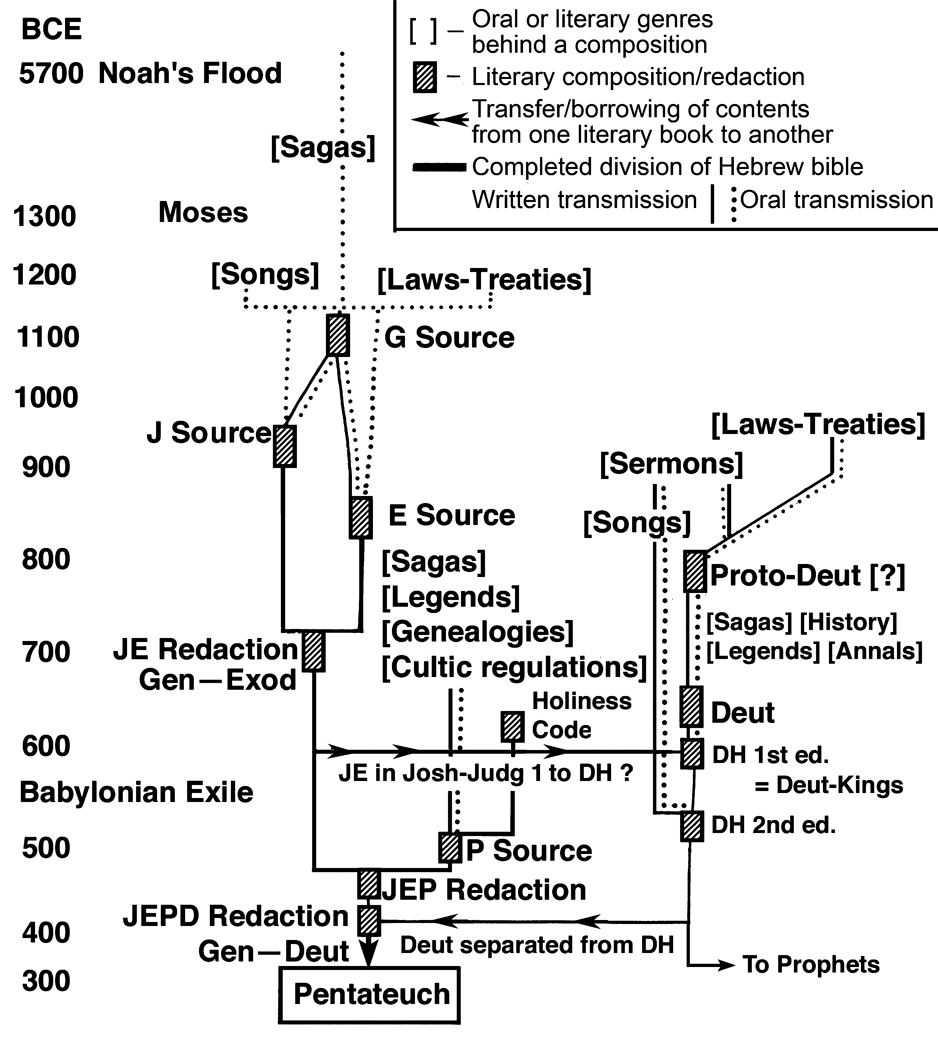 BCE
5700 Noah's Flood
[ ] – Oral or literary genres
behind a composition
– Literary composition/redaction
Transfer/borrowing of contents
from one literary book to another
Completed division of Hebrew bible
Written transmission Oral transmission
[Sagas]
1300 Moses
1200 [Songs] [Laws-Treaties]
1100 G Source
1000
J Source
[Laws-Treaties]
900 [Sermons]
E Source [Songs]
800 [Sagas] Proto-Deut [?]
[Legends]
[Genealogies] [Sagas] [History]
700 JE Redaction [Cultic regulations] [Legends] [Annals]
Gen—Exod
Holiness
Code
Deut
600 DH 1st ed.
JE in Josh-Judg 1 to DH ?
= Deut-Kings
Babylonian Exile
DH 2nd ed.
500 P Source
JEP Redaction
JEPD Redaction
400
Gen—Deut Deut separated from DH
To Prophets
300
Pentateuch